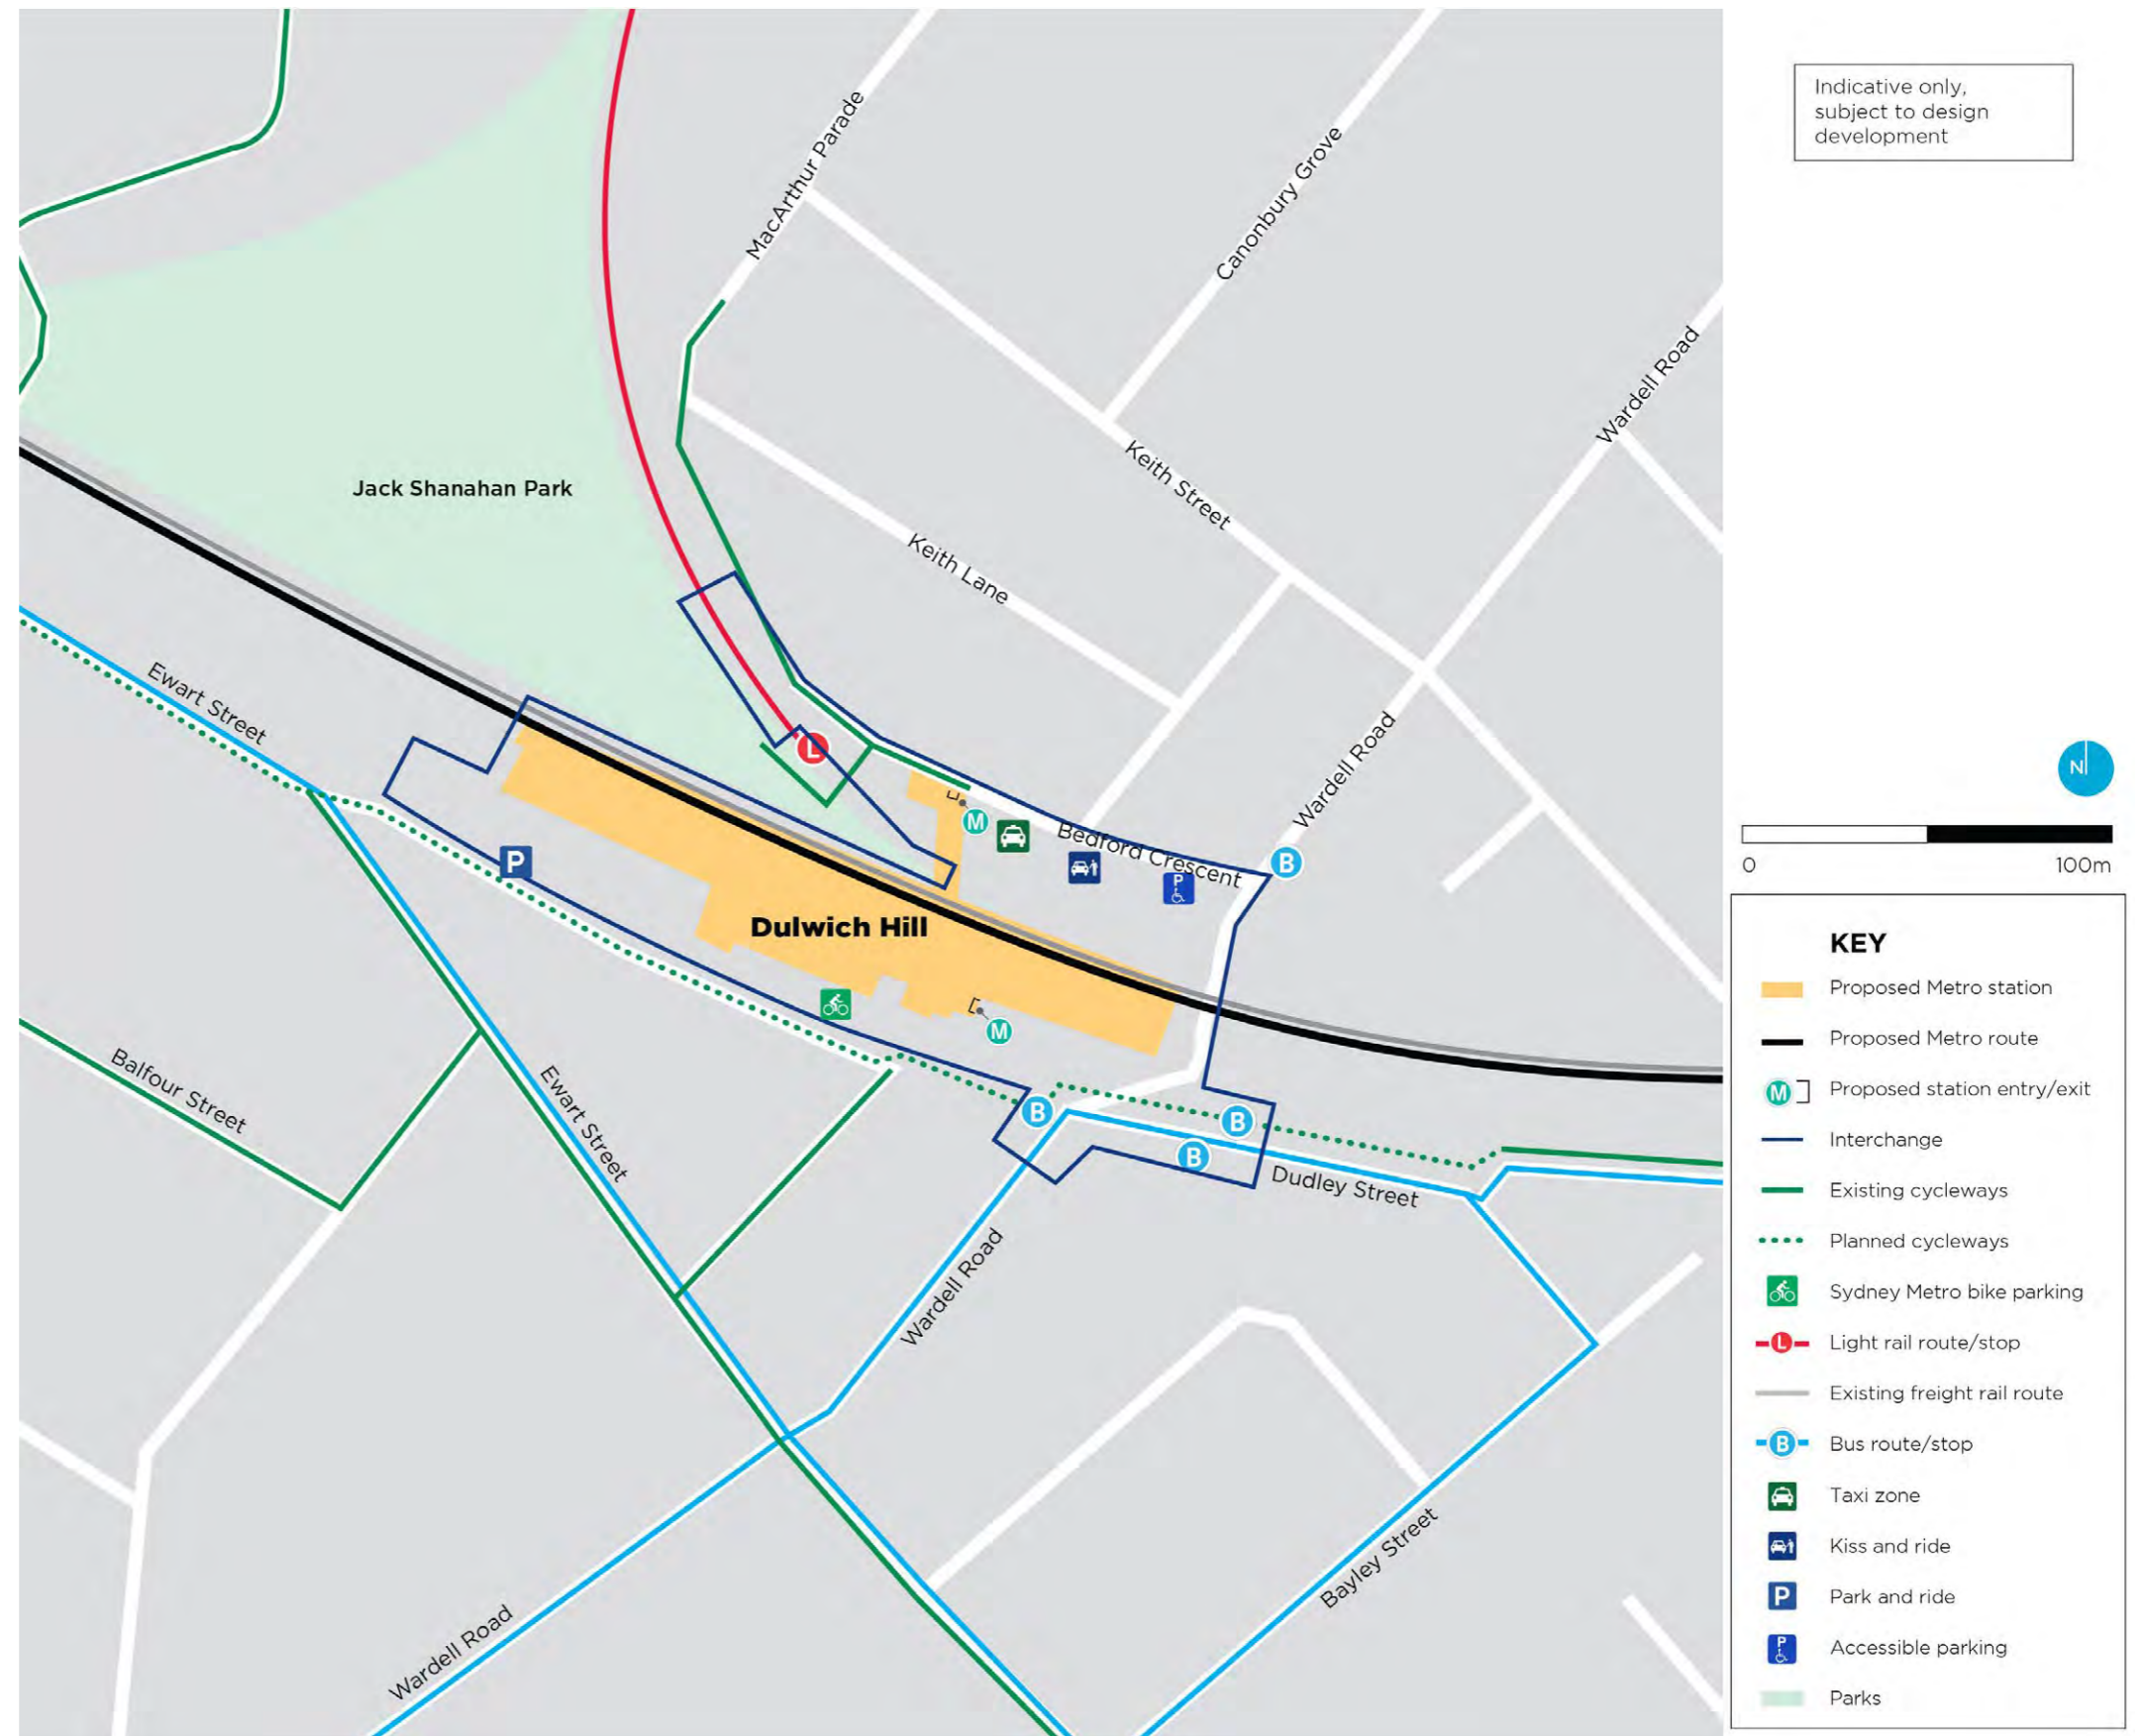 Indicative only,
subject to design
development
MacArthur Parade
Canonbury Grove
Wardell Road
Keith Street
Jack Shanahan Park
Keith Lane
Ewart Street
Wardell Road
L
M
Bedford Crescent
B
P
P
Dulwich Hill
M
Balfour Street
Ewart Street
B
B
B
Dudley Street
Wardell Road
Bayley Street
Wardell Road
N
0 100m
KEY
Proposed Metro station
Proposed Metro route
M Proposed station entry/exit
Interchange
Existing cycleways
Planned cycleways
Sydney Metro bike parking
L Light rail route/stop
Existing freight rail route
B Bus route/stop
Taxi zone
Kiss and ride
P Park and ride
P Accessible parking
Parks